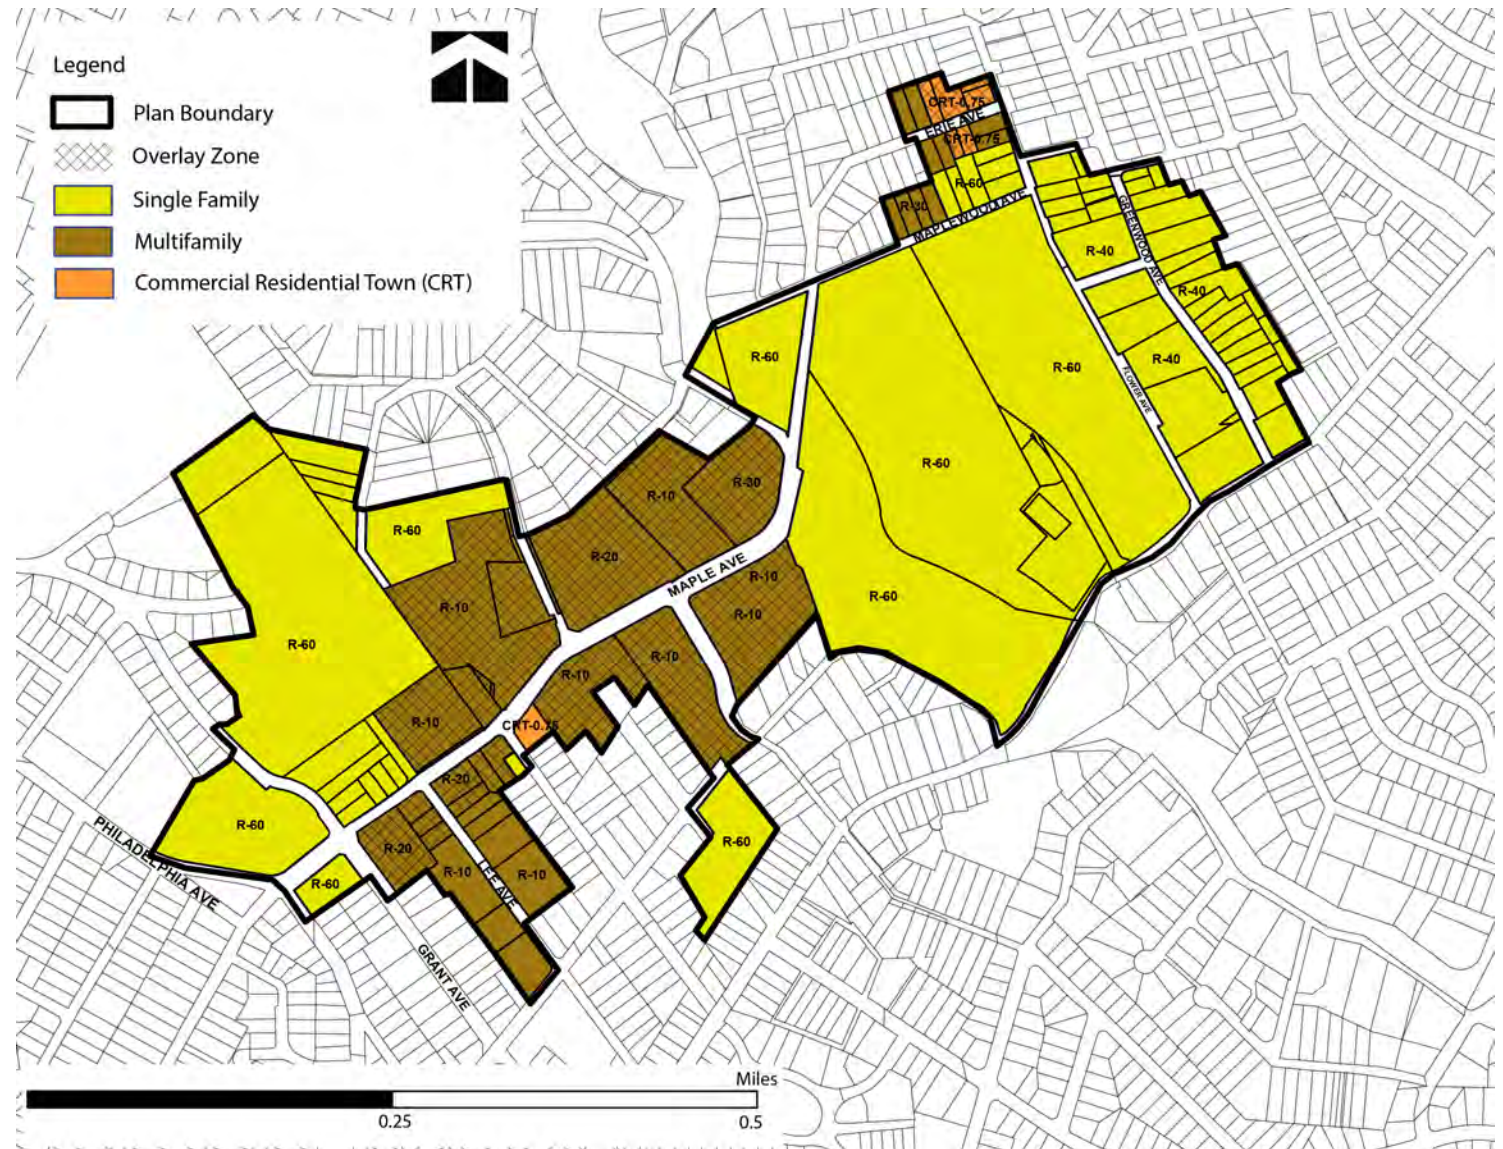 Legend
Plan Boundary
Overlay Zone
Single Family
Multifamily
Commercial Residential Town (CRT)
CRT-0.75
ERIE AVE
CRT-0.75
R-60
R-30
MAPLEWOOD AVE
GREENWOOD AVE
R-40
R-40
R-60
R-60
R-40
FLOWER AVE
R-60
R-10
R-30
R-60
R-20
MAPLE AVE
R-10
R-60
R-10
R-10
R-60
R-10
R-10
R-10
CRT-0.75
R-20
R-60
R-60
PHILADELPHIA AVE
R-20
R-10
R-10
LEE AVE
R-60
GRANT AVE
Miles
0.25
0.5